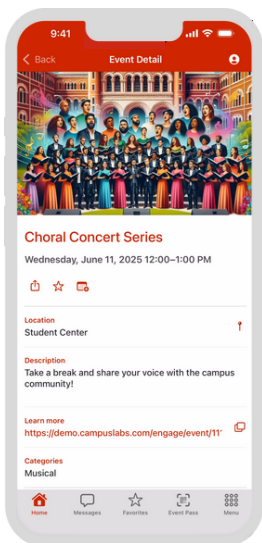 9:41
Back
Event Detail
Choral Concert Series
Wednesday, June 11, 2025 12:00–1:00 PM
Location
Student Center
Description
Take a break and share your voice with the campus
community!
Learn more
https://demo.campuslabs.com/engage/event/11
Categories
Musical
Home Messages Favorites Event Pass Menu